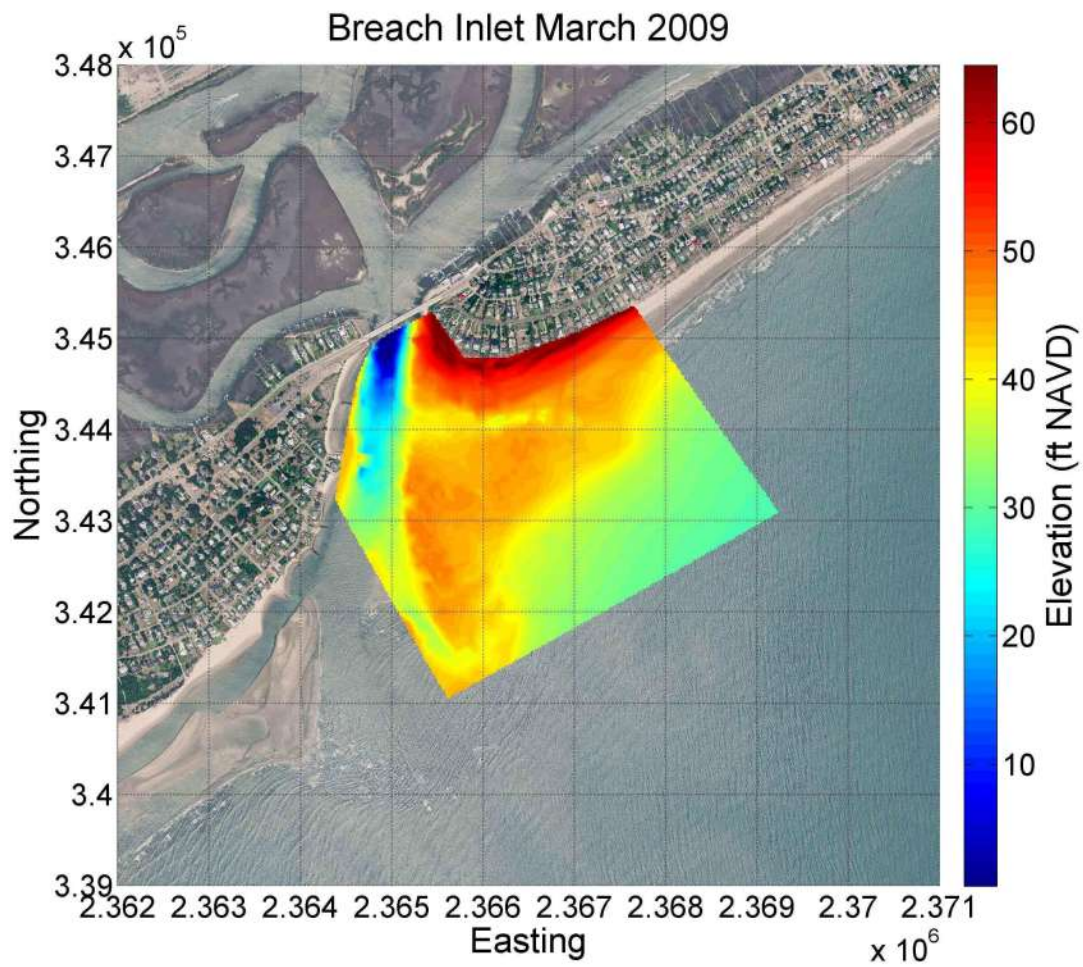 Breach Inlet March 2009
x 10^5
3.48
3.47
3.46
3.45
3.44
3.43
3.42
3.41
3.4
3.39
Northing
2.362 2.363 2.364 2.365 2.366 2.367 2.368 2.369 2.37 2.371
Easting
x 10^6
60
50
40
30
20
10
Elevation (ft NAVD)